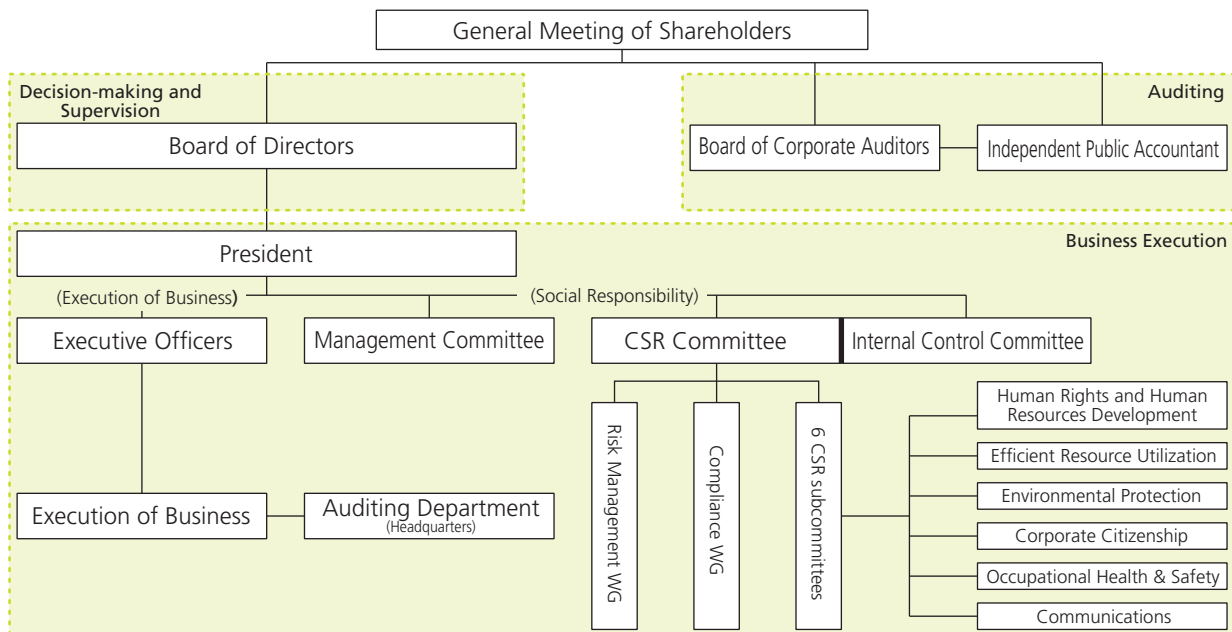 General Meeting of Shareholders
Decision-making and
Supervision
Auditing
Board of Directors
Board of Corporate Auditors
Independent Public Accountant
Business Execution
President
(Execution of Business)
(Social Responsibility)
Executive Officers
Management Committee
CSR Committee
Internal Control Committee
Risk Management WG
Compliance WG
6 CSR subcommittees
Human Rights and Human
Resources Development
Efficient Resource Utilization
Environmental Protection
Corporate Citizenship
Occupational Health & Safety
Communications
Execution of Business
Auditing Department
(Headquarters)